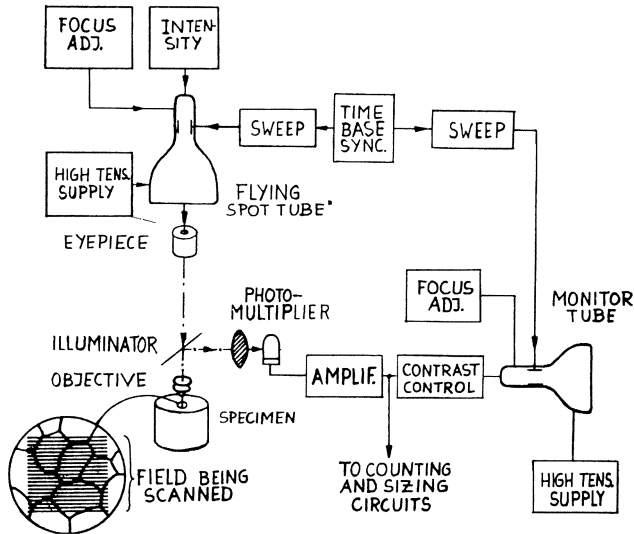 FOCUS
ADJ.
INTEN-
SITY
SWEEP
TIME
BASE
SYNC.
SWEEP
HIGH TENS.
SUPPLY
FLYING
SPOT TUBE"
EYEPIECE
PHOTO-
MULTIPLIER
FOCUS
ADJ.
MONITOR
TUBE
ILLUMINATOR
OBJECTIVE
AMPLIF.
CONTRAST
CONTROL
SPECIMEN
FIELD BEING
SCANNED
TO COUNTING
AND SIZING
CIRCUITS
HIGH TENS.
SUPPLY